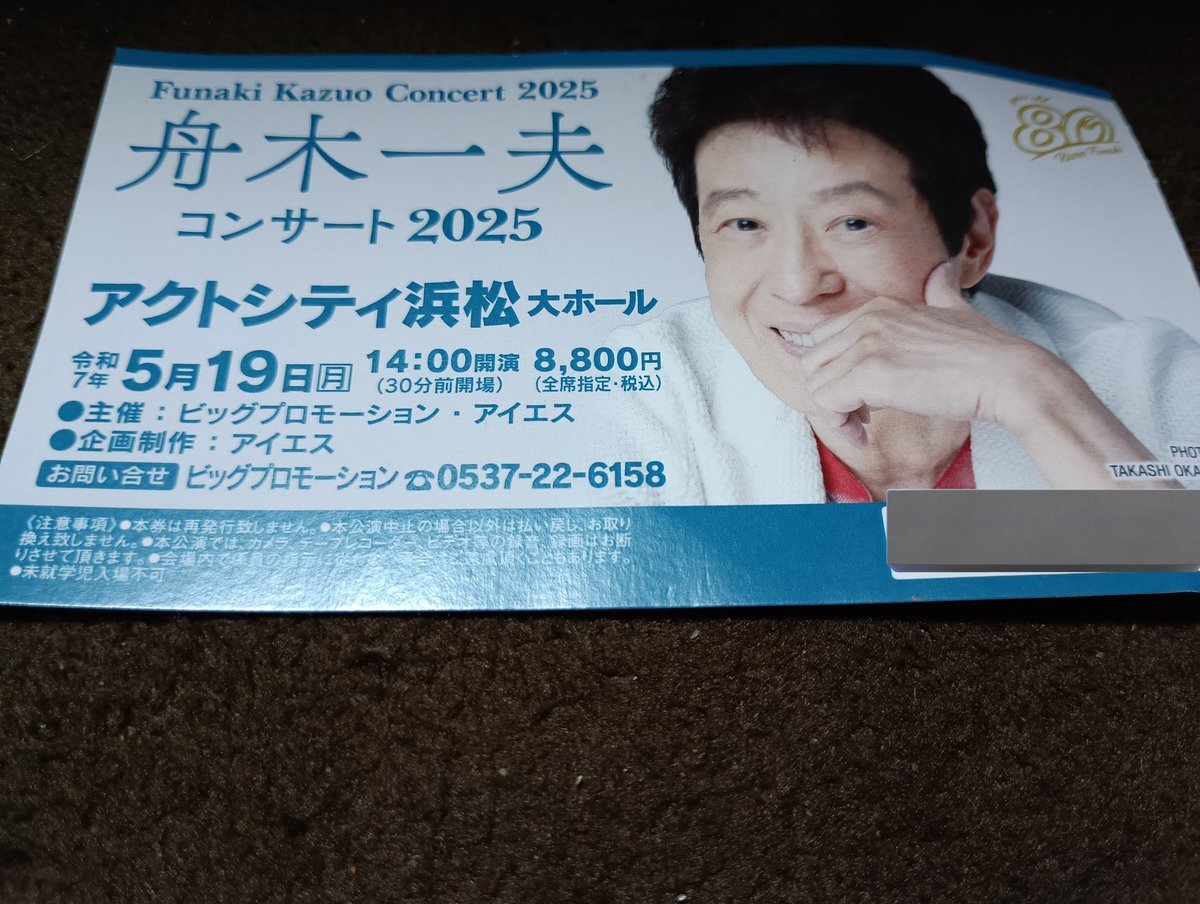 Funaki Kazuo Concert 2025
舟木一夫
コンサート2025
アクトシティ浜松 大ホール
令和7年 5月19日(月) 14:00開演 8,800円
(30分前開場) (全席指定・税込)
●主催：ビッグプロモーション・アイエス
●企画制作：アイエス
お問い合せ ビッグプロモーション☎0537-22-6158
80
PHOT
TAKASHI OKA
《注意事項》●本券は再発行致しません。●本公演中止の場合以外は払い戻し、お取り
換え致しません。●本公演では、カメラ・テープレコーダー、ビデオ等の録音、録画はお断
りさせて頂きます。●会場内で係員の
●未就学児入場不可